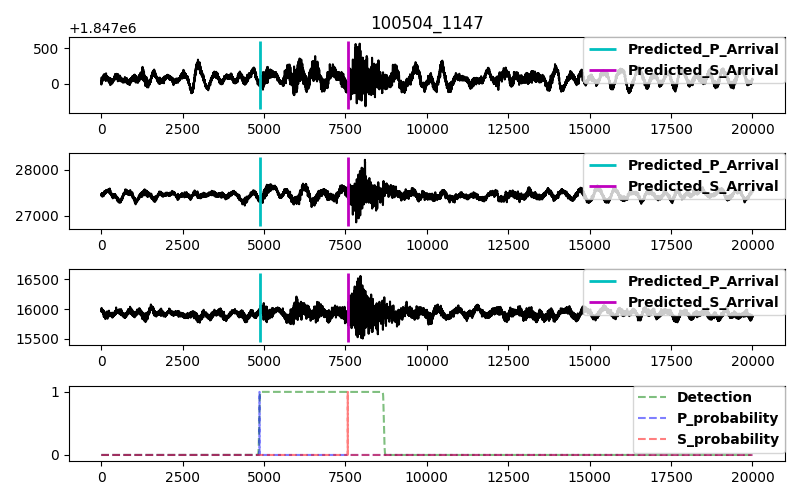 100504_1147
+1.847e6
500
0
Predicted_P_Arrival
Predicted_S_Arrival
0 2500 5000 7500 10000 12500 15000 17500 20000
28000
27000
Predicted_P_Arrival
Predicted_S_Arrival
0 2500 5000 7500 10000 12500 15000 17500 20000
16500
16000
15500
Predicted_P_Arrival
Predicted_S_Arrival
0 2500 5000 7500 10000 12500 15000 17500 20000
1
0
Detection
P_probability
S_probability
0 2500 5000 7500 10000 12500 15000 17500 20000